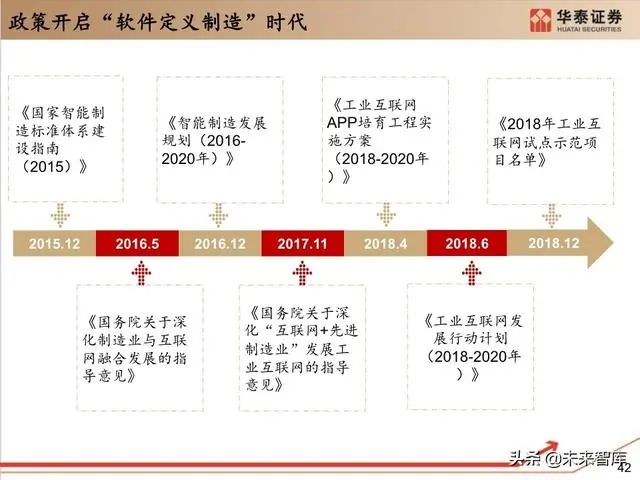 政策开启“软件定义制造”时代
华泰证券
HUATAI SECURITIES
《国家智能制
造标准体系建
设指南
（2015）》
《智能制造发展
规划（2016-
2020年）》
《工业互联网
APP培育工程实
施方案
（2018-2020年
）》
《2018年工业互
联网试点示范项
目名单》
2015.12
2016.5
2016.12
2017.11
2018.4
2018.6
2018.12
《国务院关于深
化制造业与互联
网融合发展的指
导意见》
《国务院关于深
化“互联网+先进
制造业”发展工
业互联网的指导
意见》
《工业互联网发
展行动计划
（2018-2020年
）》
头条@未来智库
42